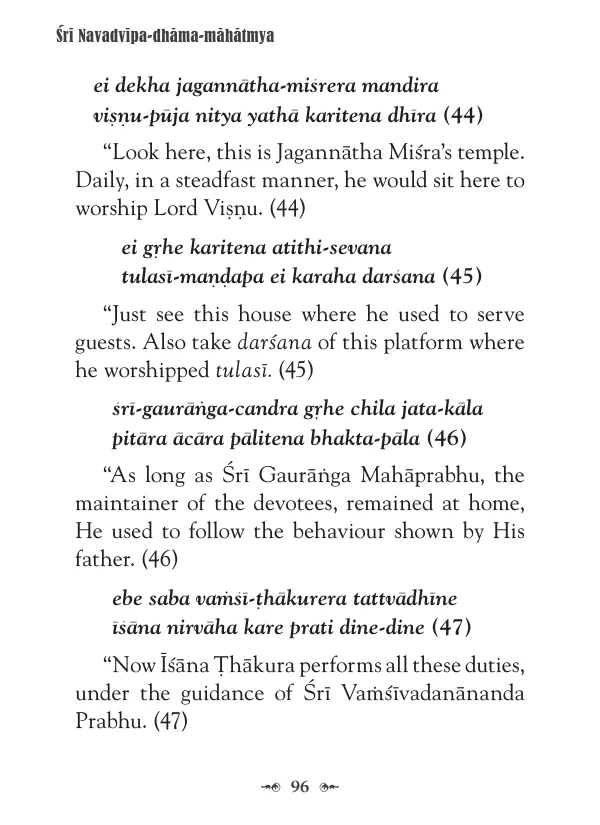 Śrī Navadvīpa-dhāma-māhātmya
ei dekha jagannātha-miśrera mandira
viṣṇu-pūja nitya yathā karitena dhīra (44)
“Look here, this is Jagannātha Miśra’s temple.
Daily, in a steadfast manner, he would sit here to
worship Lord Viṣṇu. (44)
ei gṛhe karitena atithi-sevana
tulasī-maṇḍapa ei karaha darśana (45)
“Just see this house where he used to serve
guests. Also take darśana of this platform where
he worshipped tulasī. (45)
śrī-gaurāṅga-candra gṛhe chila jata-kāla
pitāra ācāra pālitena bhakta-pāla (46)
“As long as Śrī Gaurāṅga Mahāprabhu, the
maintainer of the devotees, remained at home,
He used to follow the behaviour shown by His
father. (46)
ebe saba vaṁśī-ṭhākurera tattvādhīne
īśāna nirvāha kare prati dine-dine (47)
“Now Īśāna Ṭhākura performs all these duties,
under the guidance of Śrī Vaṁśīvadanānanda
Prabhu. (47)
96